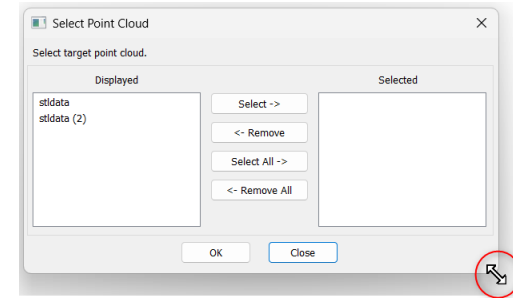 Select Point Cloud
Select target point cloud.
Displayed
Selected
stldata
stldata (2)
Select ->
<- Remove
Select All ->
<- Remove All
OK
Close